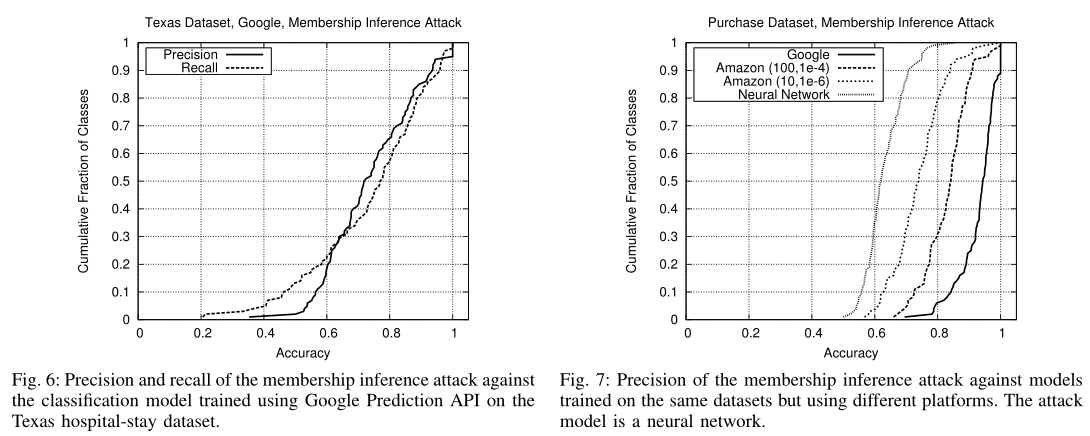 Texas Dataset, Google, Membership Inference Attack
1
0.9
0.8
0.7
0.6
0.5
0.4
0.3
0.2
0.1
0
Cumulative Fraction of Classes
Precision
Recall
0 0.2 0.4 0.6 0.8 1
Accuracy
Fig. 6: Precision and recall of the membership inference attack against
the classification model trained using Google Prediction API on the
Texas hospital-stay dataset.
Purchase Dataset, Membership Inference Attack
1
0.9
0.8
0.7
0.6
0.5
0.4
0.3
0.2
0.1
0
Cumulative Fraction of Classes
Google
Amazon (100,1e-4)
Amazon (10,1e-6)
Neural Network
0 0.2 0.4 0.6 0.8 1
Accuracy
Fig. 7: Precision of the membership inference attack against models
trained on the same datasets but using different platforms. The attack
model is a neural network.